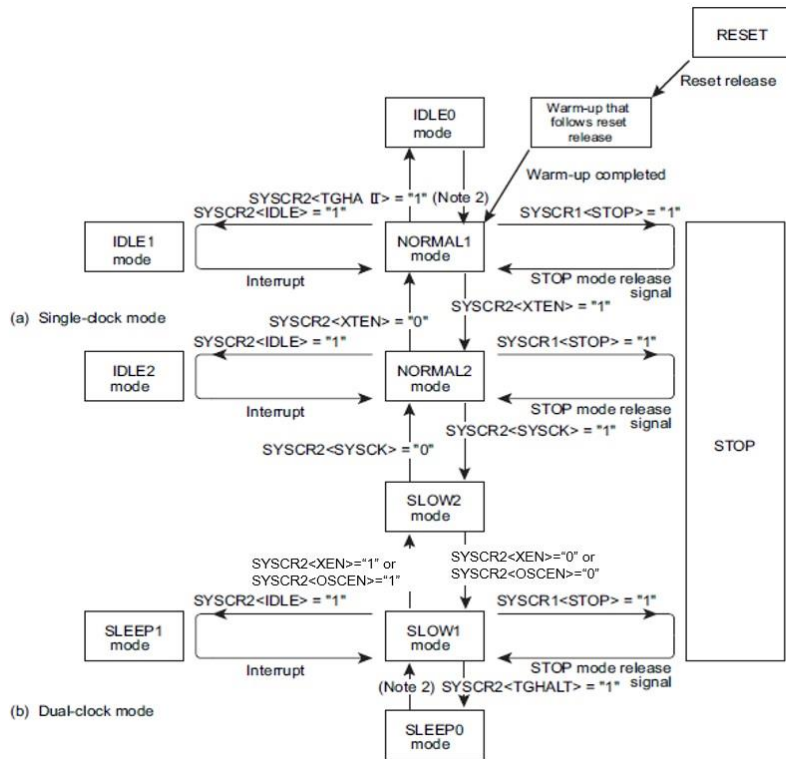 RESET
Reset release
IDLE0
mode
Warm-up that
follows reset
release
Warm-up completed
SYSCR2<TGHALT> = "1" (Note 2)
SYSCR2<IDLE> = "1"
SYSCR1<STOP> = "1"
IDLE1
mode
NORMAL1
mode
Interrupt
STOP mode release
signal
(a) Single-clock mode
SYSCR2<XTEN> = "0"
SYSCR2<XTEN> = "1"
SYSCR2<IDLE> = "1"
SYSCR1<STOP> = "1"
IDLE2
mode
NORMAL2
mode
Interrupt
STOP mode release
signal
SYSCR2<SYSCK> = "0"
SYSCR2<SYSCK> = "1"
STOP
SLOW2
mode
SYSCR2<XEN>=“1” or
SYSCR2<OSCEN>=“1”
SYSCR2<XEN>=“0” or
SYSCR2<OSCEN>=“0”
SYSCR2<IDLE> = "1"
SYSCR1<STOP> = "1"
SLEEP1
mode
SLOW1
mode
Interrupt
STOP mode release
signal
(Note 2) SYSCR2<TGHALT> = "1"
(b) Dual-clock mode
SLEEP0
mode